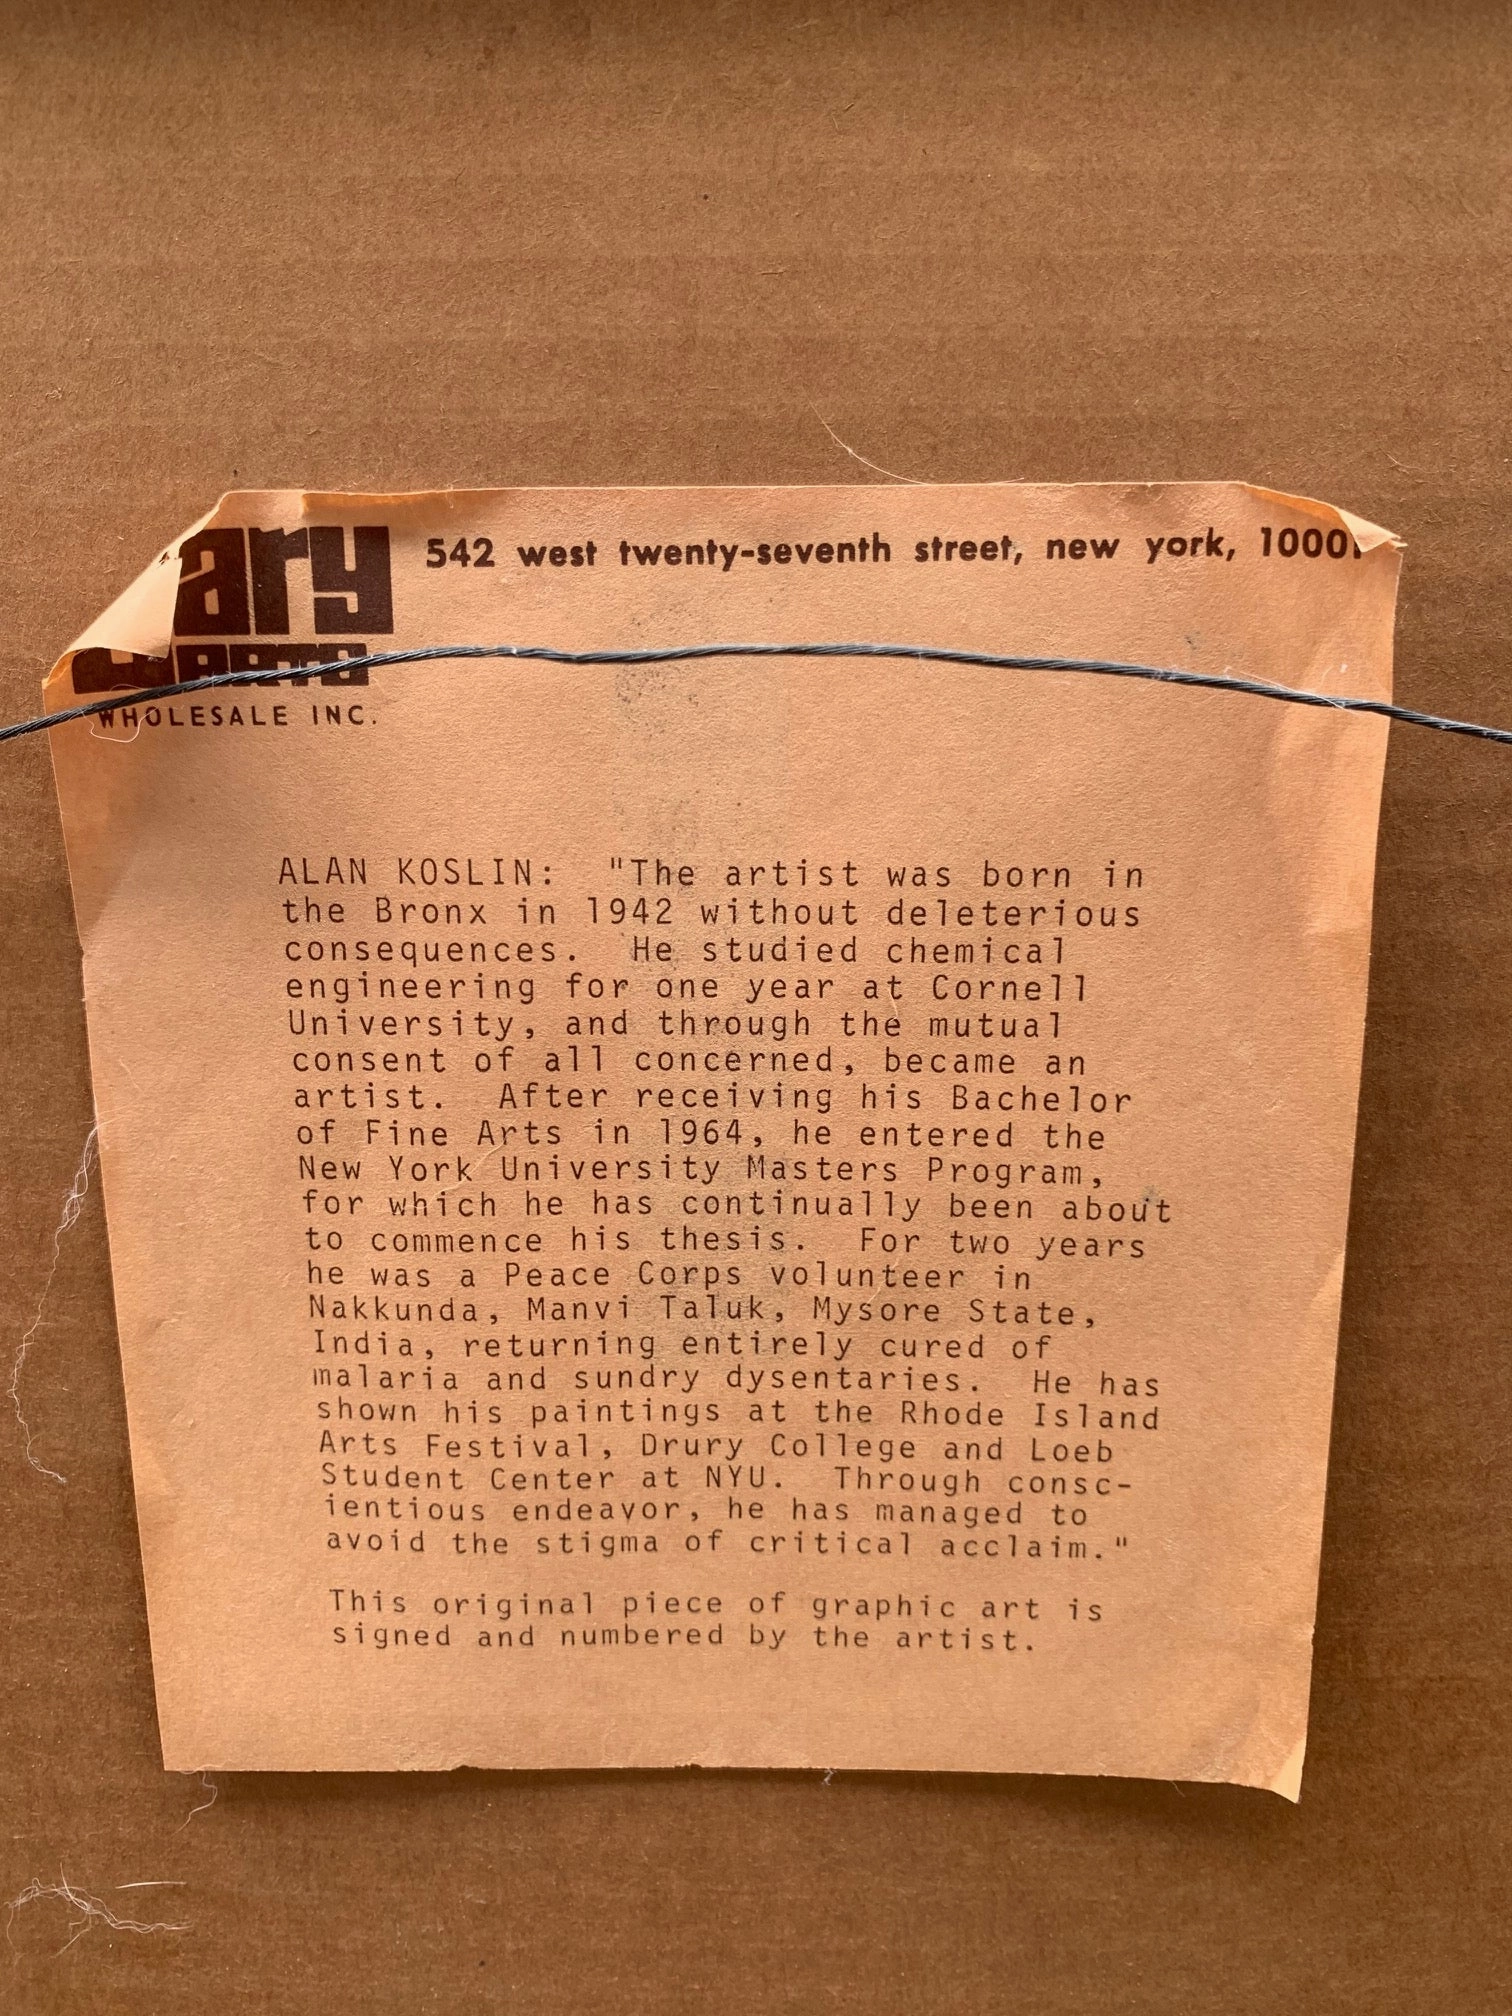 542 west twenty-seventh street, new york,
ARTS
WHOLESALE INC.
ALAN KOSLIN: "The artist was born in
the Bronx in 1942 without deleterious
consequences. He studied chemical
engineering for one year at Cornell
University, and through the mutual
consent of all concerned, became an
artist. After receiving his Bachelor
of Fine Arts in 1964, he entered the
New York University Masters Program,
for which he has continually been about
to commence his thesis. For two years
he was a Peace Corps volunteer in
Nakkunda, Manvi Taluk, Mysore State,
India, returning entirely cured of
malaria and sundry dysentaries. He has
shown his paintings at the Rhode Island
Arts Festival, Drury College and Loeb
Student Center at NYU. Through consc-
ientious endeavor, he has managed to
avoid the stigma of critical acclaim."
This original piece of graphic art is
signed and numbered by the artist.